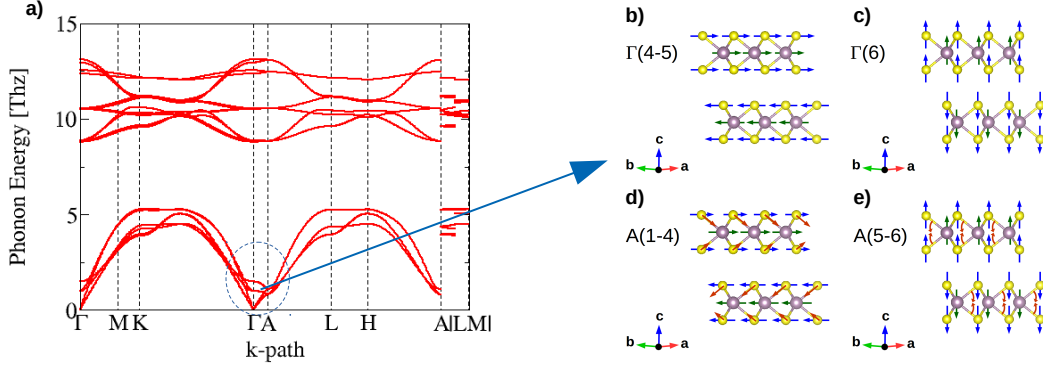 a)
15
10
5
0
Phonon Energy [Thz]
Γ M K Γ A L H A|LM|
k-path
b)
Γ(4-5)
c
b
a
c)
Γ(6)
c
b
a
d)
A(1-4)
c
b
a
e)
A(5-6)
c
b
a